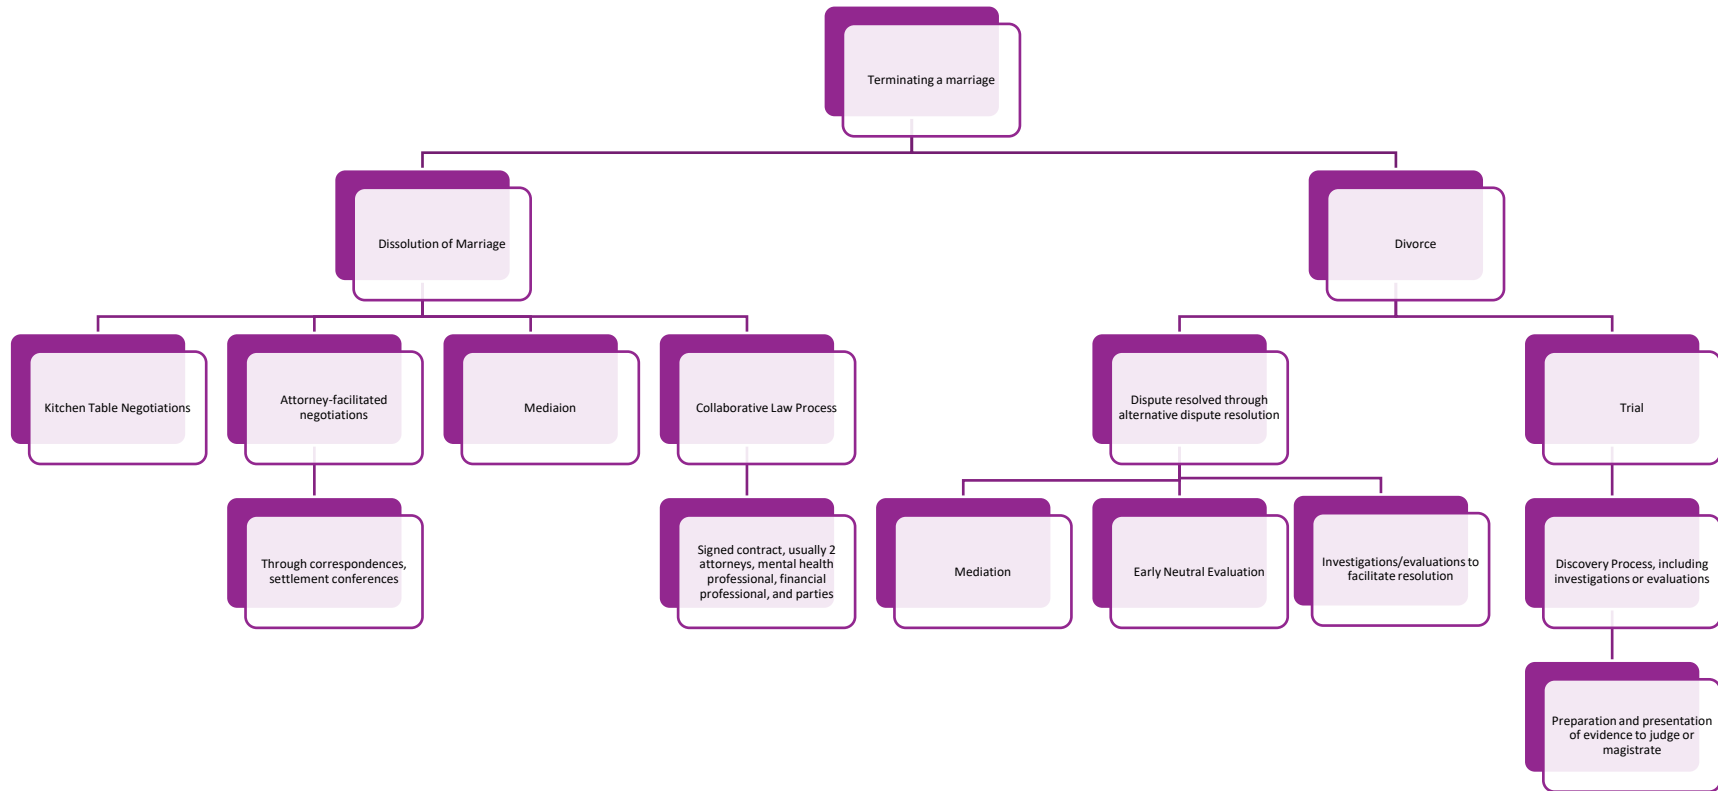 Terminating a marriage
Dissolution of Marriage
Divorce
Kitchen Table Negotiations
Attorney-facilitated
negotiations
Mediaion
Collaborative Law Process
Dispute resolved through
alternative dispute resolution
Trial
Through correspondences,
settlement conferences
Signed contract, usually 2
attorneys, mental health
professional, financial
professional, and parties
Mediation
Early Neutral Evaluation
Investigations/evaluations to
facilitate resolution
Discovery Process, including
investigations or evaluations
Preparation and presentation
of evidence to judge or
magistrate